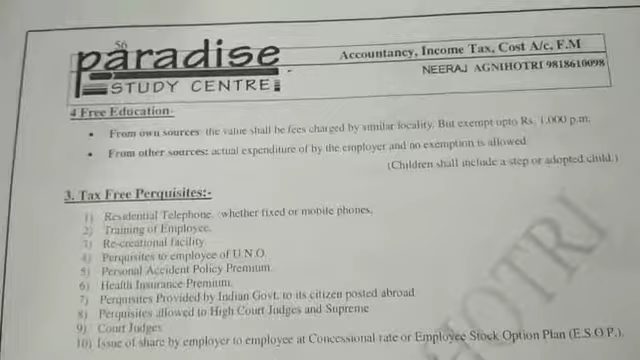 56
paradise
STUDY CENTRE
Accountancy, Income Tax, Cost A/c, F.M
NEERAJ AGNIHOTRI 9818610098
4 Free Education-
• From own sources: the value shall be fees charged by similar locality. But exempt upto Rs. 1,000 p.m.
• From other sources: actual expenditure of by the employer and no exemption is allowed
(Children shall include a step or adopted child.)
3. Tax Free Perquisites:-
1) Residential Telephone, whether fixed or mobile phones.
2) Training of Employee.
3) Re-creational facility
4) Perquisites to employee of U.N.O.
5) Personal Accident Policy Premium.
6) Health Insurance Premium.
7) Perquisites Provided by Indian Govt. to its citizen posted abroad
8) Perquisites allowed to High Court Judges and Supreme
9) Court Judges
10) Issue of share by employer to employee at Concessional rate or Employee Stock Option Plan (E.S.O.P.).
HOTRI